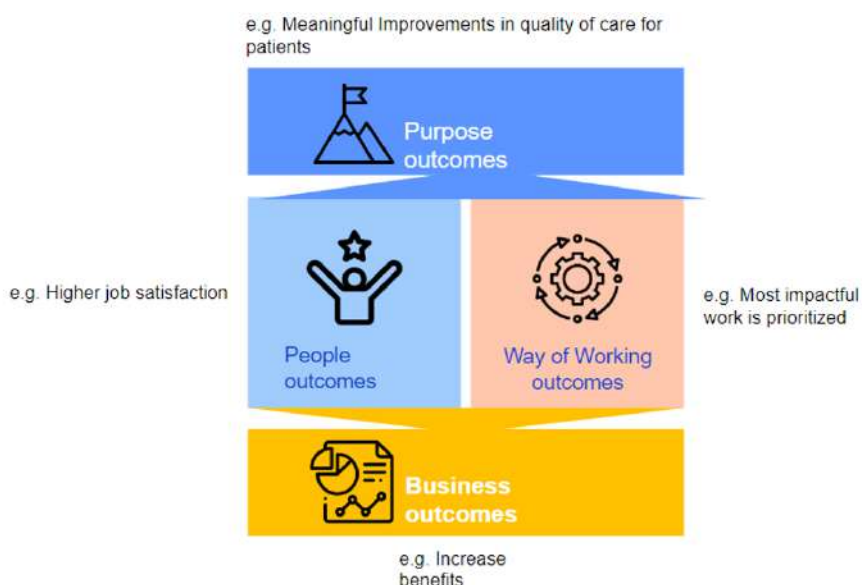 e.g. Meaningful Improvements in quality of care for
patients
Purpose
outcomes
e.g. Higher job satisfaction
People
outcomes
Way of Working
outcomes
e.g. Most impactful
work is prioritized
Business
outcomes
e.g. Increase
benefits